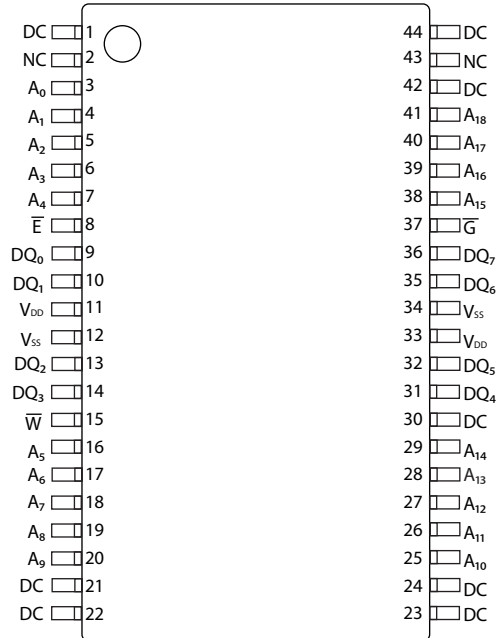 DC 1 44 DC
NC 2 43 NC
A₀ 3 42 DC
A₁ 4 41 A₁₈
A₂ 5 40 A₁₇
A₃ 6 39 A₁₆
A₄ 7 38 A₁₅
E̅ 8 37 G̅
DQ₀ 9 36 DQ₇
DQ₁ 10 35 DQ₆
V_DD 11 34 V_SS
V_SS 12 33 V_DD
DQ₂ 13 32 DQ₅
DQ₃ 14 31 DQ₄
W̅ 15 30 DC
A₅ 16 29 A₁₄
A₆ 17 28 A₁₃
A₇ 18 27 A₁₂
A₈ 19 26 A₁₁
A₉ 20 25 A₁₀
DC 21 24 DC
DC 22 23 DC